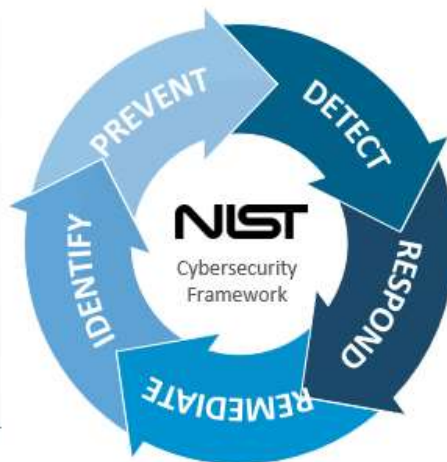 PREVENT
DETECT
RESPOND
REMEDIATE
IDENTIFY
NIST
Cybersecurity
Framework